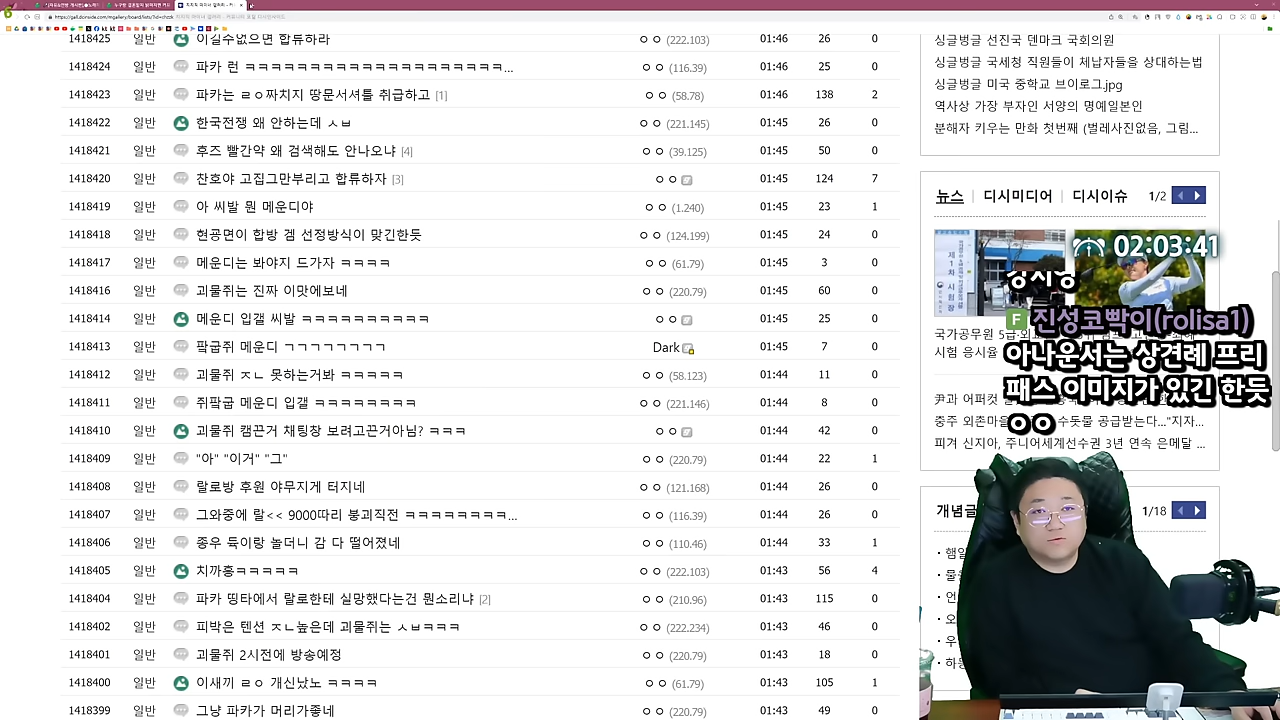 1418425 일반 이길수없으면 합류하라 ㅇㅇ(222.103) 01:46 26 0
1418424 일반 파카 런 ㅋㅋㅋㅋㅋㅋㅋㅋㅋㅋㅋㅋㅋㅋㅋㅋㅋㅋㅋㅋ... ㅇㅇ(116.39) 01:46 25 0
1418423 일반 파카는 ㄹㅇ짜치지 땅문서셔틀 취급하고 [1] ㅇㅇ(58.78) 01:46 138 2
1418422 일반 한국전쟁 왜 안하는데 ㅅㅂ ㅇㅇ(221.145) 01:45 26 0
1418421 일반 후즈 빨간약 왜 검색해도 안나오냐 [4] ㅇㅇ(39.125) 01:45 50 0
1418420 일반 찬호야 고집그만부리고 합류하자 [3] ㅇㅇ 01:45 124 7
1418419 일반 아 씨발 뭔 메운디야 ㅇㅇ(1.240) 01:45 23 1
1418418 일반 현공면이 합방 겜 선정방식이 맞긴한듯 ㅇㅇ(124.199) 01:45 24 0
1418417 일반 메운디는 봐야지 ㅋㅋㅋㅋ ㅇㅇ(61.79) 01:45 3 0
1418416 일반 괴물쥐는 진짜 이맛에보네 ㅇㅇ(220.79) 01:45 60 0
1418414 일반 메운디 입갤 씨발 ㅋㅋㅋㅋㅋㅋㅋㅋㅋㅋ ㅇㅇ 01:45 25 0
1418413 일반 팤쿱쥐 메운디 ㄱㄱㄱㄱㄱㄱㄱㄱ Dark 01:45 7 0
1418412 일반 괴물쥐 ㅈㄴ 못하는거봐 ㅋㅋㅋㅋㅋ ㅇㅇ(58.123) 01:44 11 0
1418411 일반 쥐팤쿱 메운디 입갤 ㅋㅋㅋㅋㅋㅋㅋㅋ ㅇㅇ(221.146) 01:44 8 0
1418410 일반 괴물쥐 캠끈거 채팅창 보려고끈거아님? ㅋㅋㅋ ㅇㅇ 01:44 42 0
1418409 일반 "아" "이거" "그" ㅇㅇ(220.79) 01:44 22 1
1418408 일반 랄로방 후원 야무지게 터지네 ㅇㅇ(121.168) 01:44 26 0
1418407 일반 그와중에 랄<< 9000따리 붕괴직전 ㅋㅋㅋㅋㅋㅋㅋㅋ... ㅇㅇ(116.39) 01:44 26 0
1418406 일반 종우 듁이랑 놀더니 감 다 떨어졌네 ㅇㅇ(110.46) 01:44 33 1
1418405 일반 치까흥ㅋㅋㅋㅋㅋ ㅇㅇ(222.103) 01:43 56 4
1418404 일반 파카 띵타에서 랄로한테 실망했다는건 뭔소리냐 [2] ㅇㅇ(210.96) 01:43 115 0
1418402 일반 피박은 텐션 ㅈㄴ높은데 괴물쥐는 ㅅㅂㅋㅋㅋ ㅇㅇ(222.234) 01:43 46 0
1418401 일반 괴물쥐 2시전에 방송예정 ㅇㅇ(220.79) 01:43 18 0
1418400 일반 이새끼 ㄹㅇ 개신났노 ㅋㅋㅋㅋ ㅇㅇ(61.79) 01:43 105 1
1418399 일반 그냥 파카가 머리가 좋네 ㅇㅇ(220.79) 01:43 49 0
싱글벙글 선진국 덴마크 국회의원
싱글벙글 국세청 직원들이 체납자들을 상대하는법
싱글벙글 미국 중학교 브이로그.jpg
역사상 가장 부자인 서양의 명예일본인
분해자 키우는 만화 첫번째 (벌레사진없음, 그림...
뉴스 | 디시미디어 | 디시이슈 1/2
02:03:41
진성코빡이(rolisa1)
아나운서는 상견례 프리
패스 이미지가 있긴 한듯
ㅇㅇ
국가공무원 5급
시험 응시율
尹과 어퍼컷
충주 외촌마을 수돗물 공급받는다..."지자...
피겨 신지아, 주니어세계선수권 3년 연속 은메달 ...
개념글 1/18